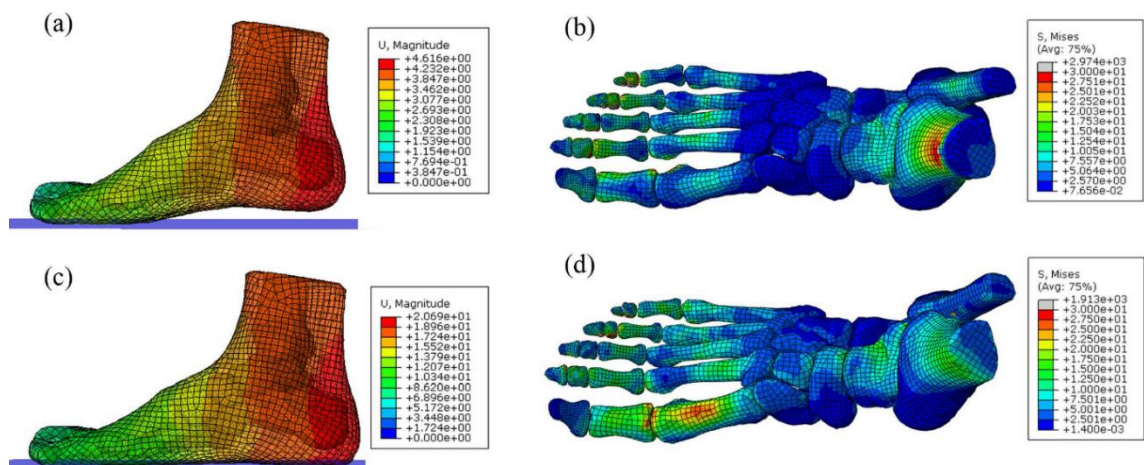 (a)
U, Magnitude
+4.616e+00
+4.232e+00
+3.847e+00
+3.462e+00
+3.077e+00
+2.693e+00
+2.308e+00
+1.923e+00
+1.539e+00
+1.154e+00
+7.694e-01
+3.847e-01
+0.000e+00
(b)
S, Mises
(Avg: 75%)
+2.974e+03
+3.000e+01
+2.751e+01
+2.501e+01
+2.252e+01
+2.003e+01
+1.753e+01
+1.504e+01
+1.254e+01
+1.005e+01
+7.557e+00
+5.064e+00
+2.570e+00
+7.656e-02
(c)
U, Magnitude
+2.069e+01
+1.896e+01
+1.724e+01
+1.552e+01
+1.379e+01
+1.207e+01
+1.034e+01
+8.620e+00
+6.896e+00
+5.172e+00
+3.448e+00
+1.724e+00
+0.000e+00
(d)
S, Mises
(Avg: 75%)
+1.913e+03
+3.000e+01
+2.750e+01
+2.500e+01
+2.250e+01
+2.000e+01
+1.750e+01
+1.500e+01
+1.250e+01
+1.000e+01
+7.501e+00
+5.001e+00
+2.501e+00
+1.400e-03